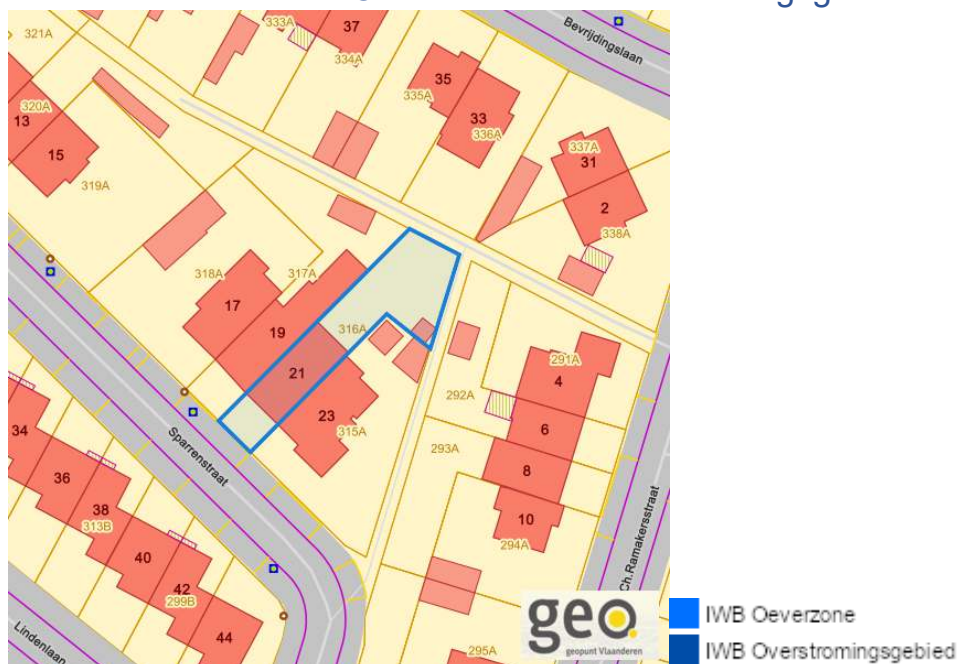 321A
333A
37
334A
Bevrijdingslaan
35
335A
33
336A
320A
13
15
319A
337A
31
2
338A
318A
317A
17
19
316A
21
23
315A
291A
4
292A
6
293A
8
10
294A
Sparrenstraat
34
36
38
313B
40
42
299B
44
Ch.Ramakersstraat
Lindenlaan
295A
geo.
geopunt Vlaanderen
IWB Oeverzone
IWB Overstromingsgebied